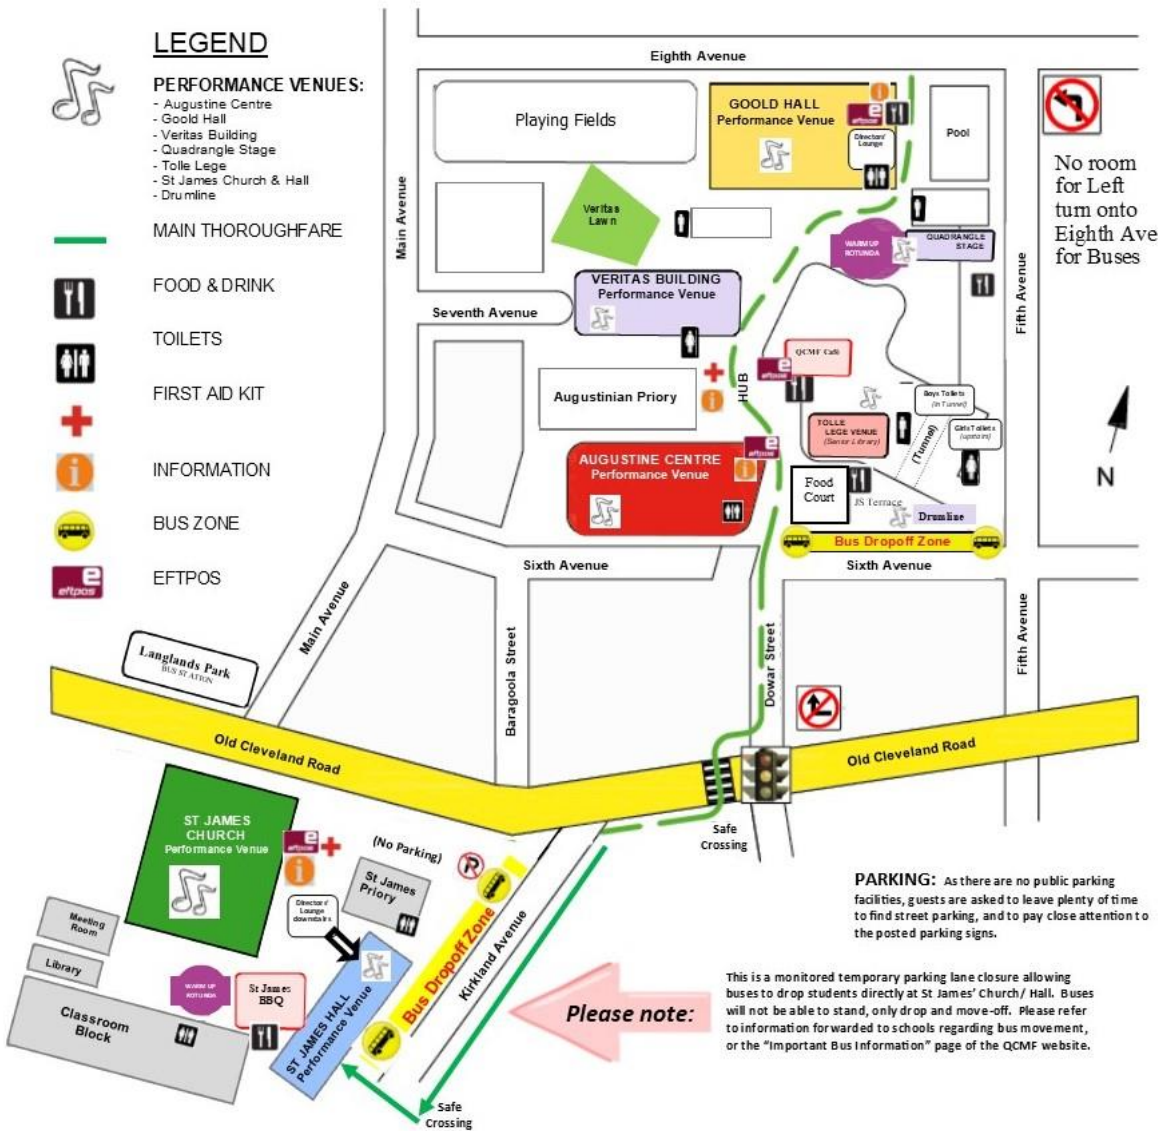 LEGEND
PERFORMANCE VENUES:
- Augustine Centre
- Goold Hall
- Veritas Building
- Quadrangle Stage
- Tolle Lege
- St James Church & Hall
- Drumline
MAIN THOROUGHFARE
FOOD & DRINK
TOILETS
FIRST AID KIT
INFORMATION
BUS ZONE
e
eftpos
EFTPOS
Eighth Avenue
Playing Fields
GOOLD HALL
Performance Venue
i
e
eftpos
Directors'
Lounge
Pool
No room
for Left
turn onto
Eighth Ave
for Buses
Main Avenue
Veritas
Lawn
WARM UP
ROTUNDA
QUADRANGLE
STAGE
Fifth Avenue
VERITAS BUILDING
Performance Venue
Seventh Avenue
QCMF Café
e
eftpos
HUB
Augustinian Priory
i
Boys Toilets
(in Tunnel)
TOLLE
LEGE VENUE
(Senior Library)
(Tunnel)
Girls Toilets
(upstairs)
N
AUGUSTINE CENTRE
Performance Venue
e
eftpos
i
Food
Court
JS Terrace
Drumline
Bus Dropoff Zone
Sixth Avenue
Sixth Avenue
Main Avenue
Baragoola Street
Dowar Street
Fifth Avenue
Langlands Park
BUS STATION
Old Cleveland Road
Old Cleveland Road
Safe
Crossing
ST JAMES
CHURCH
Performance Venue
e
eftpos
i
(No Parking)
St James
Priory
Directors'
Lounge
downstairs
Meeting
Room
Library
WARM UP
ROTUNDA
St James
BBQ
Classroom
Block
ST JAMES HALL
Performance Venue
Bus Dropoff Zone
Kirkland Avenue
Safe
Crossing
PARKING: As there are no public parking
facilities, guests are asked to leave plenty of time
to find street parking, and to pay close attention to
the posted parking signs.
Please note:
This is a monitored temporary parking lane closure allowing
buses to drop students directly at St James' Church/ Hall. Buses
will not be able to stand, only drop and move-off. Please refer
to information forwarded to schools regarding bus movement,
or the “Important Bus Information” page of the QCMF website.